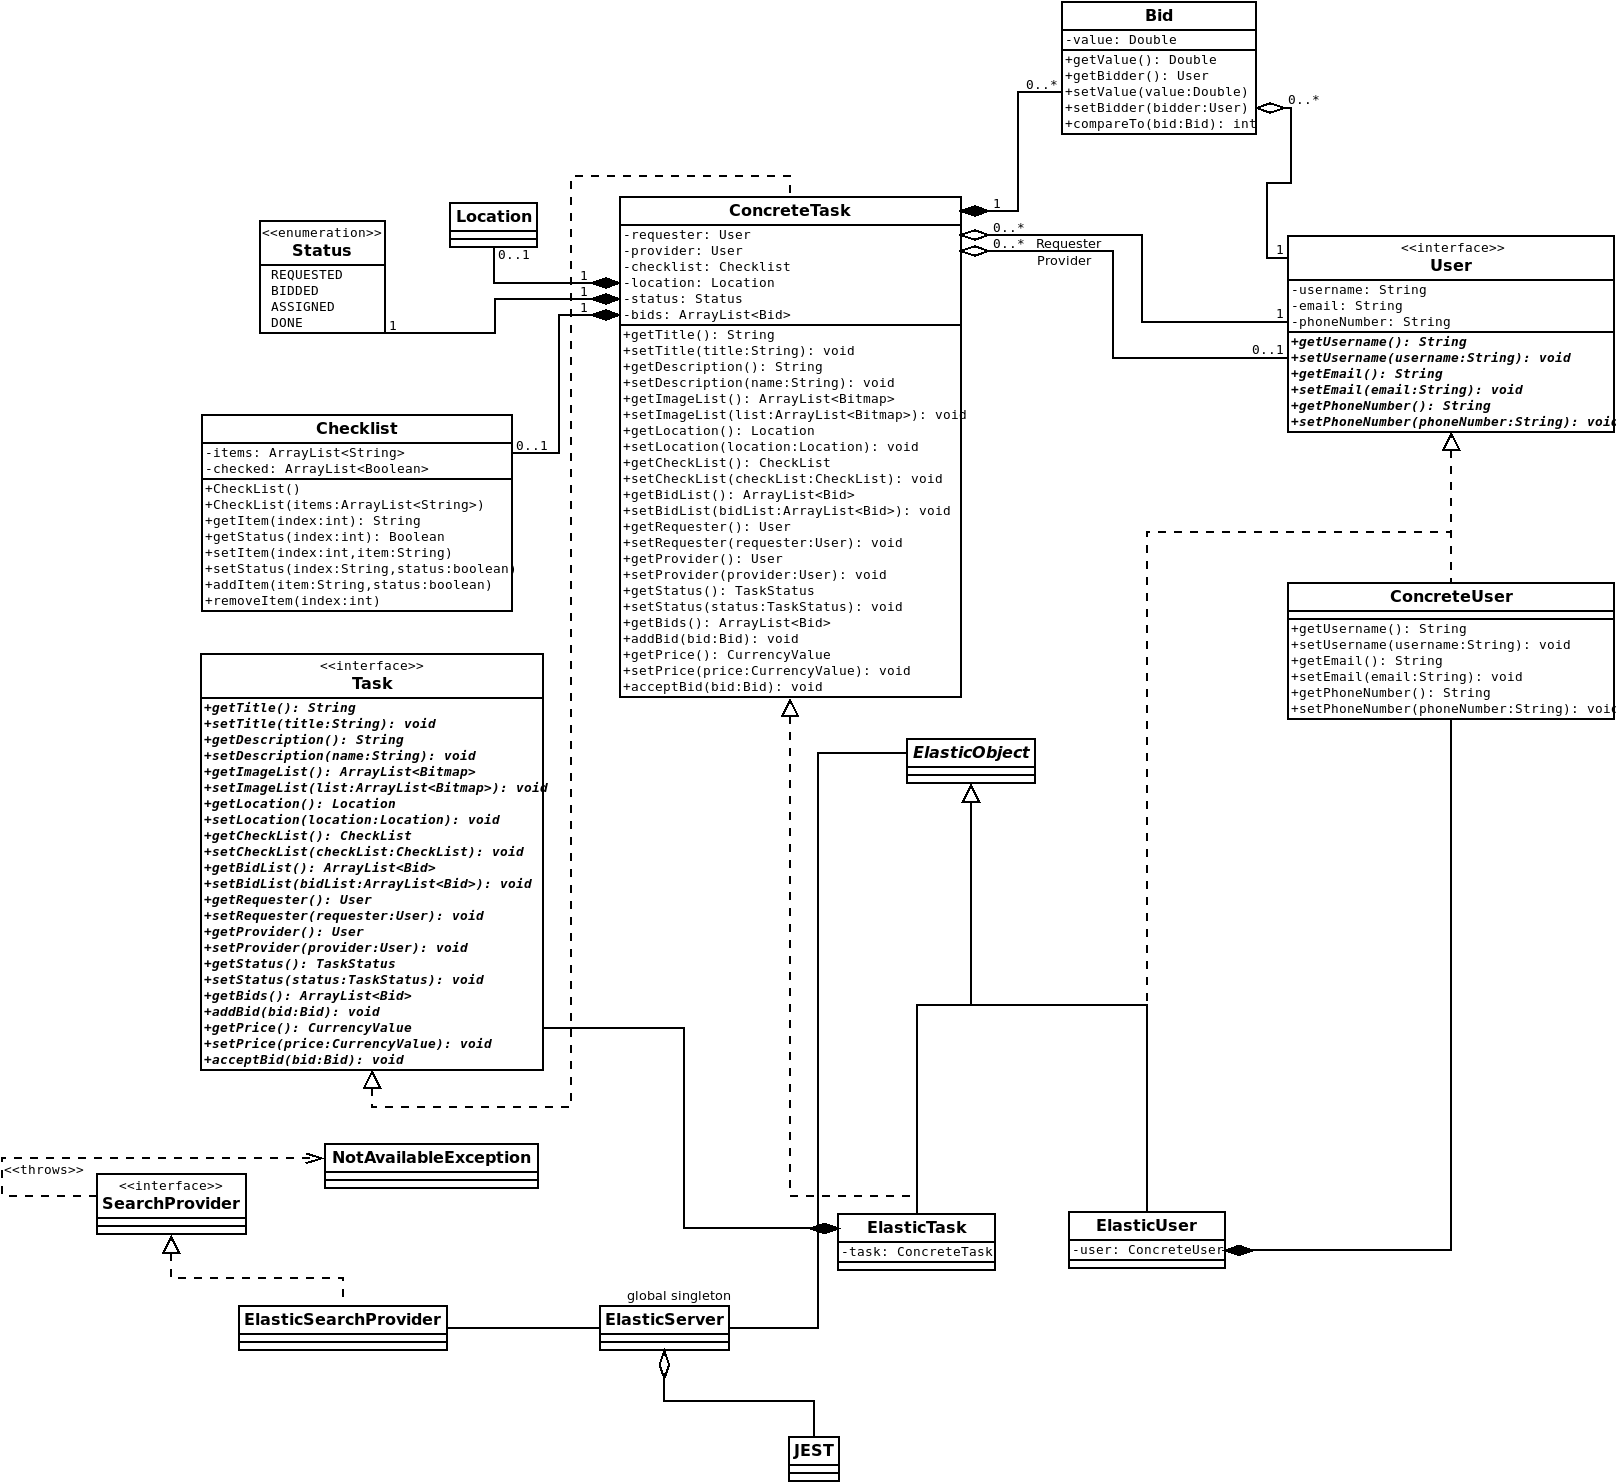 Bid
-value: Double
+getValue(): Double
+getBidder(): User
+setValue(value:Double)
+setBidder(bidder:User)
+compareTo(bid:Bid): int
0..*
0..*
<<enumeration>>
Status
REQUESTED
BIDDED
ASSIGNED
DONE
1
Location
0..1
1
1
1
ConcreteTask
-requester: User
-provider: User
-checklist: Checklist
-location: Location
-status: Status
-bids: ArrayList<Bid>
+getTitle(): String
+setTitle(title:String): void
+getDescription(): String
+setDescription(name:String): void
+getImageList(): ArrayList<Bitmap>
+setImageList(list:ArrayList<Bitmap>): void
+getLocation(): Location
+setLocation(location:Location): void
+getCheckList(): CheckList
+setCheckList(checkList:CheckList): void
+getBidList(): ArrayList<Bid>
+setBidList(bidList:ArrayList<Bid>): void
+getRequester(): User
+setRequester(requester:User): void
+getProvider(): User
+setProvider(provider:User): void
+getStatus(): TaskStatus
+setStatus(status:TaskStatus): void
+getBids(): ArrayList<Bid>
+addBid(bid:Bid): void
+getPrice(): CurrencyValue
+setPrice(price:CurrencyValue): void
+acceptBid(bid:Bid): void
1
0..*
0..* Requester
Provider
1
1
0..1
<<interface>>
User
-username: String
-email: String
-phoneNumber: String
+getUsername(): String
+setUsername(username:String): void
+getEmail(): String
+setEmail(email:String): void
+getPhoneNumber(): String
+setPhoneNumber(phoneNumber:String): void
Checklist
-items: ArrayList<String>
-checked: ArrayList<Boolean>
+CheckList()
+CheckList(items:ArrayList<String>)
+getItem(index:int): String
+getStatus(index:int): Boolean
+setItem(index:int,item:String)
+setStatus(index:String,status:boolean)
+addItem(item:String,status:boolean)
+removeItem(index:int)
0..1
ConcreteUser
+getUsername(): String
+setUsername(username:String): void
+getEmail(): String
+setEmail(email:String): void
+getPhoneNumber(): String
+setPhoneNumber(phoneNumber:String): void
<<interface>>
Task
+getTitle(): String
+setTitle(title:String): void
+getDescription(): String
+setDescription(name:String): void
+getImageList(): ArrayList<Bitmap>
+setImageList(list:ArrayList<Bitmap>): void
+getLocation(): Location
+setLocation(location:Location): void
+getCheckList(): CheckList
+setCheckList(checkList:CheckList): void
+getBidList(): ArrayList<Bid>
+setBidList(bidList:ArrayList<Bid>): void
+getRequester(): User
+setRequester(requester:User): void
+getProvider(): User
+setProvider(provider:User): void
+getStatus(): TaskStatus
+setStatus(status:TaskStatus): void
+getBids(): ArrayList<Bid>
+addBid(bid:Bid): void
+getPrice(): CurrencyValue
+setPrice(price:CurrencyValue): void
+acceptBid(bid:Bid): void
ElasticObject
NotAvailableException
<<throws>>
<<interface>>
SearchProvider
ElasticTask
-task: ConcreteTask
ElasticUser
-user: ConcreteUser
ElasticSearchProvider
global singleton
ElasticServer
JEST